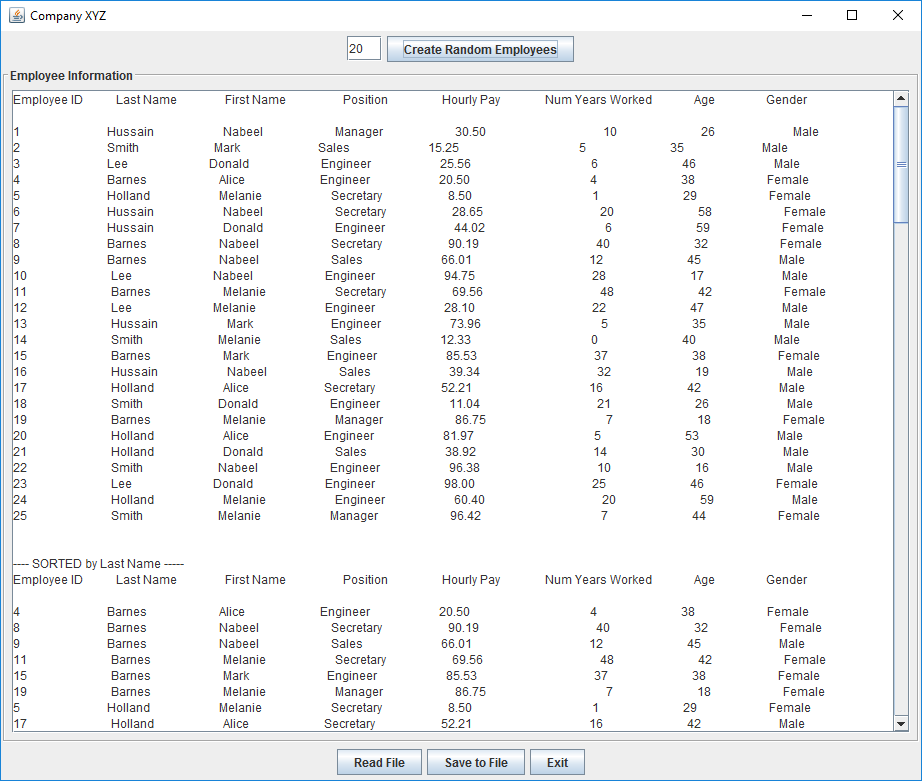 Company XYZ
20 Create Random Employees
Employee Information
Employee ID Last Name First Name Position Hourly Pay Num Years Worked Age Gender
1 Hussain Nabeel Manager 30.50 10 26 Male
2 Smith Mark Sales 15.25 5 35 Male
3 Lee Donald Engineer 25.56 6 46 Male
4 Barnes Alice Engineer 20.50 4 38 Female
5 Holland Melanie Secretary 8.50 1 29 Female
6 Hussain Nabeel Secretary 28.65 20 58 Female
7 Hussain Donald Engineer 44.02 6 59 Female
8 Barnes Nabeel Secretary 90.19 40 32 Female
9 Barnes Nabeel Sales 66.01 12 45 Male
10 Lee Nabeel Engineer 94.75 28 17 Male
11 Barnes Melanie Secretary 69.56 48 42 Female
12 Lee Melanie Engineer 28.10 22 47 Male
13 Hussain Mark Engineer 73.96 5 35 Male
14 Smith Melanie Sales 12.33 0 40 Male
15 Barnes Mark Engineer 85.53 37 38 Female
16 Hussain Nabeel Sales 39.34 32 19 Male
17 Holland Alice Secretary 52.21 16 42 Male
18 Smith Donald Engineer 11.04 21 26 Male
19 Barnes Melanie Manager 86.75 7 18 Female
20 Holland Alice Engineer 81.97 5 53 Male
21 Holland Donald Sales 38.92 14 30 Male
22 Smith Nabeel Engineer 96.38 10 16 Male
23 Lee Donald Engineer 98.00 25 46 Female
24 Holland Melanie Engineer 60.40 20 59 Male
25 Smith Melanie Manager 96.42 7 44 Female
---- SORTED by Last Name -----
Employee ID Last Name First Name Position Hourly Pay Num Years Worked Age Gender
4 Barnes Alice Engineer 20.50 4 38 Female
8 Barnes Nabeel Secretary 90.19 40 32 Female
9 Barnes Nabeel Sales 66.01 12 45 Male
11 Barnes Melanie Secretary 69.56 48 42 Female
15 Barnes Mark Engineer 85.53 37 38 Female
19 Barnes Melanie Manager 86.75 7 18 Female
5 Holland Melanie Secretary 8.50 1 29 Female
17 Holland Alice Secretary 52.21 16 42 Male
Read File Save to File Exit